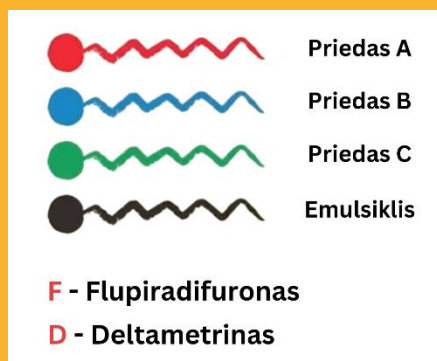 Priedas A
Priedas B
Priedas C
Emulsiklis
F - Flupiradifuronas
D - Deltametrinas